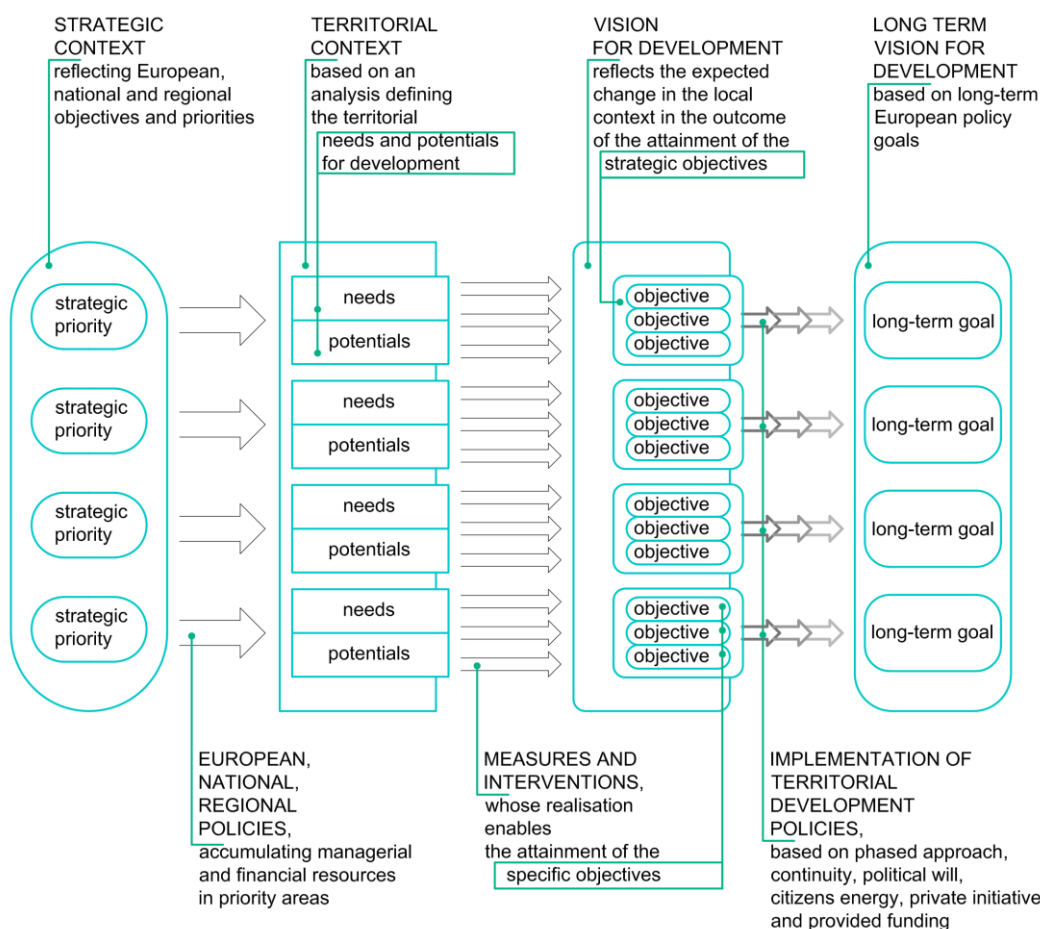 STRATEGIC
CONTEXT
reflecting European,
national and regional
objectives and priorities
TERRITORIAL
CONTEXT
based on an
analysis defining
the territorial
needs and potentials
for development
VISION
FOR DEVELOPMENT
reflects the expected
change in the local
context in the outcome
of the attainment of the
strategic objectives
LONG TERM
VISION FOR
DEVELOPMENT
based on long-term
European policy
goals
strategic
priority
needs
potentials
objective
objective
objective
long-term goal
strategic
priority
needs
potentials
objective
objective
objective
long-term goal
strategic
priority
needs
potentials
objective
objective
objective
long-term goal
strategic
priority
needs
potentials
objective
objective
objective
long-term goal
EUROPEAN,
NATIONAL,
REGIONAL
POLICIES,
accumulating managerial
and financial resources
in priority areas
MEASURES AND
INTERVENTIONS,
whose realisation
enables
the attainment of the
specific objectives
IMPLEMENTATION OF
TERRITORIAL
DEVELOPMENT
POLICIES,
based on phased approach,
continuity, political will,
citizens energy, private initiative
and provided funding